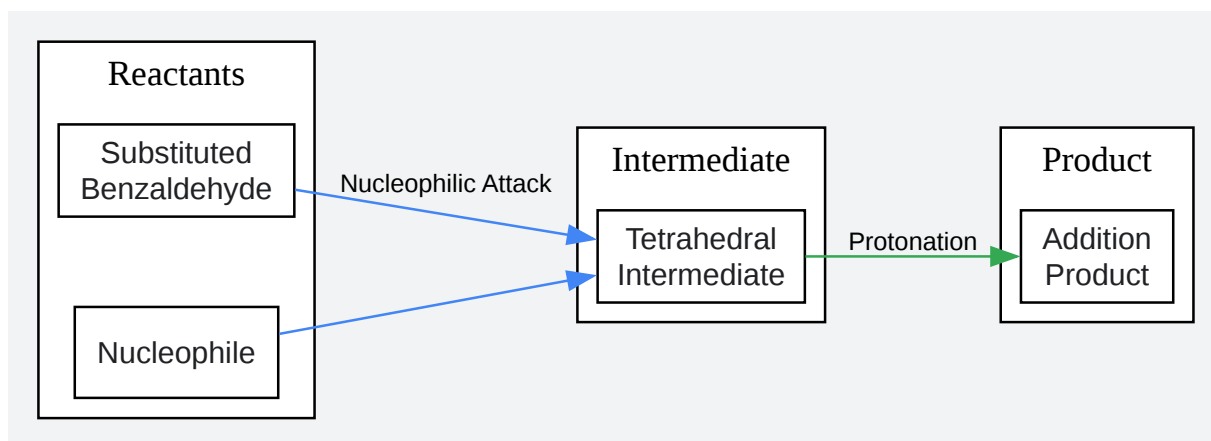 Reactants
Substituted
Benzaldehyde
Nucleophile
Nucleophilic Attack
Intermediate
Tetrahedral
Intermediate
Protonation
Product
Addition
Product